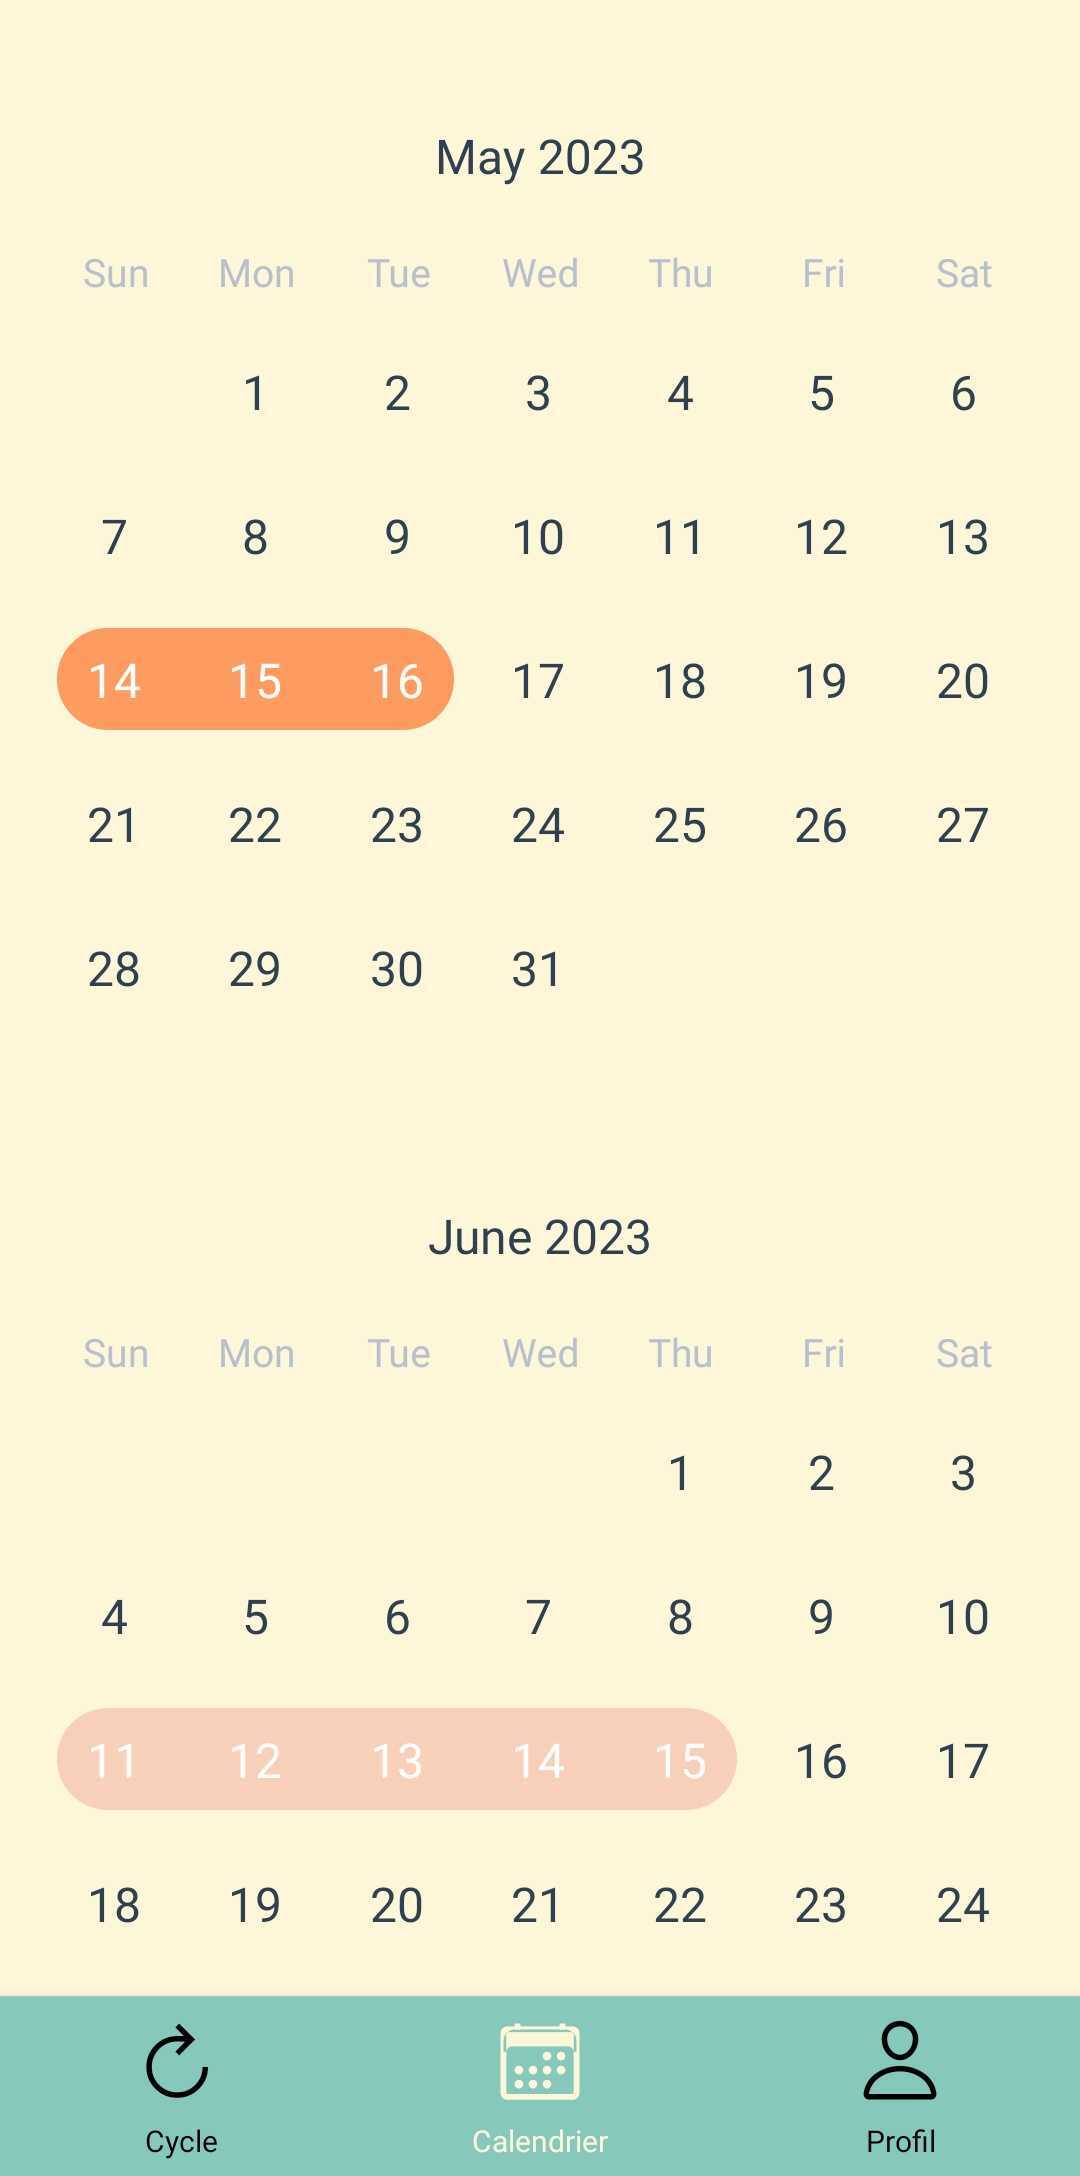 May 2023
Sun Mon Tue Wed Thu Fri Sat
1 2 3 4 5 6
7 8 9 10 11 12 13
14 15 16 17 18 19 20
21 22 23 24 25 26 27
28 29 30 31
June 2023
Sun Mon Tue Wed Thu Fri Sat
1 2 3
4 5 6 7 8 9 10
11 12 13 14 15 16 17
18 19 20 21 22 23 24
Cycle Calendrier Profil